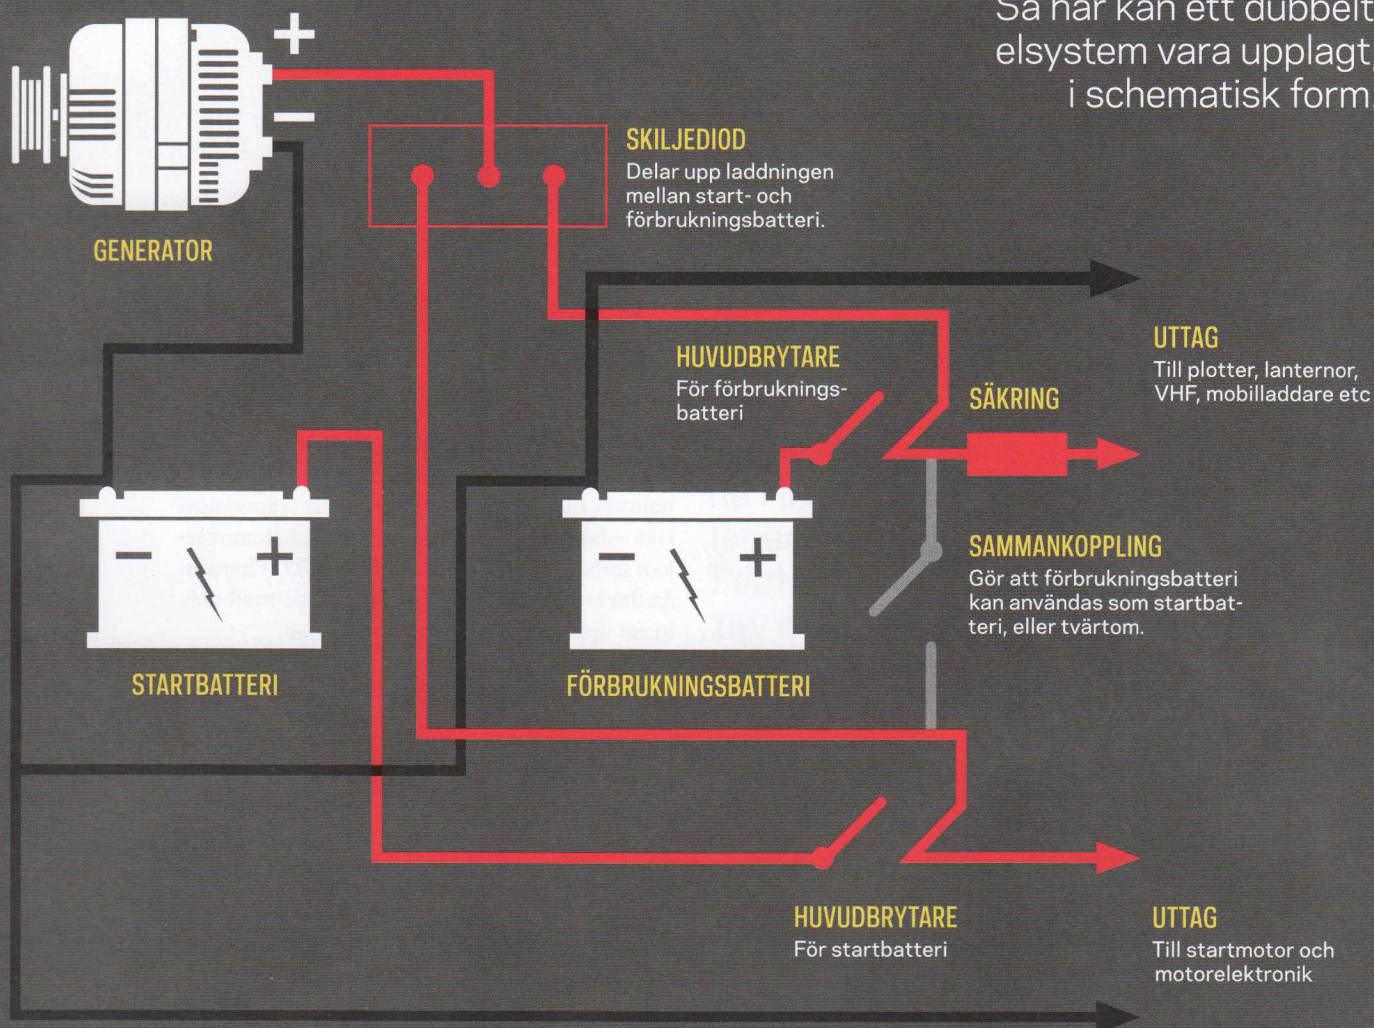 Så här kan ett dubbelt
elsystem vara upplagt,
i schematisk form.
+
−
GENERATOR
SKILJEDIOD
Delar upp laddningen
mellan start- och
förbrukningsbatteri.
UTTAG
Till plotter, lanternor,
VHF, mobilladdare etc
HUVUDBRYTARE
För förbruknings-
batteri
SÄKRING
− +
STARTBATTERI
− +
FÖRBRUKNINGSBATTERI
SAMMANKOPPLING
Gör att förbrukningsbatteri
kan användas som startbat-
teri, eller tvärtom.
HUVUDBRYTARE
För startbatteri
UTTAG
Till startmotor och
motorelektronik